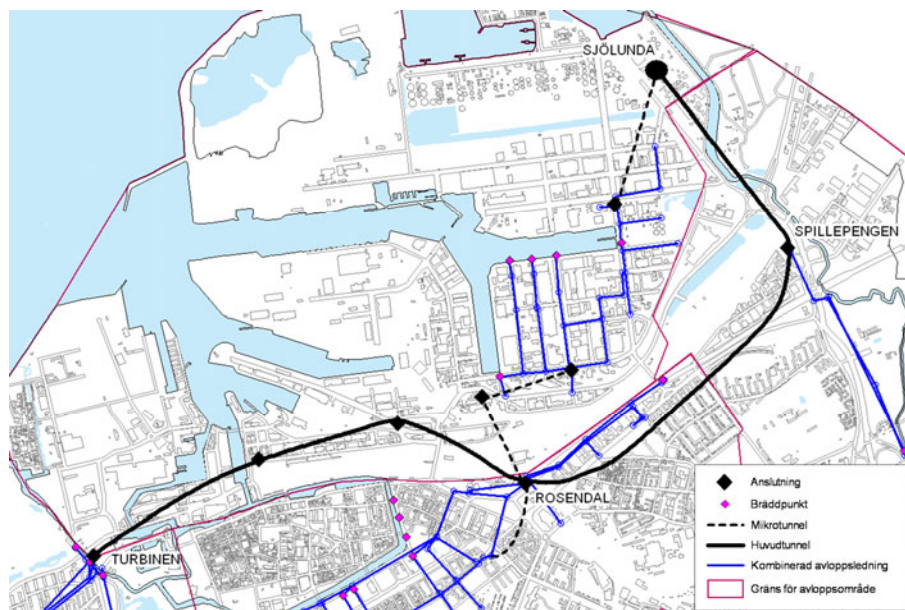 SJÖLUNDA
SPILLEPENGEN
ROSENDAL
TURBINEN
Anslutning
Bräddpunkt
Mikrotunnel
Huvudtunnel
Kombinerad avloppsledning
Gräns för avloppsområde